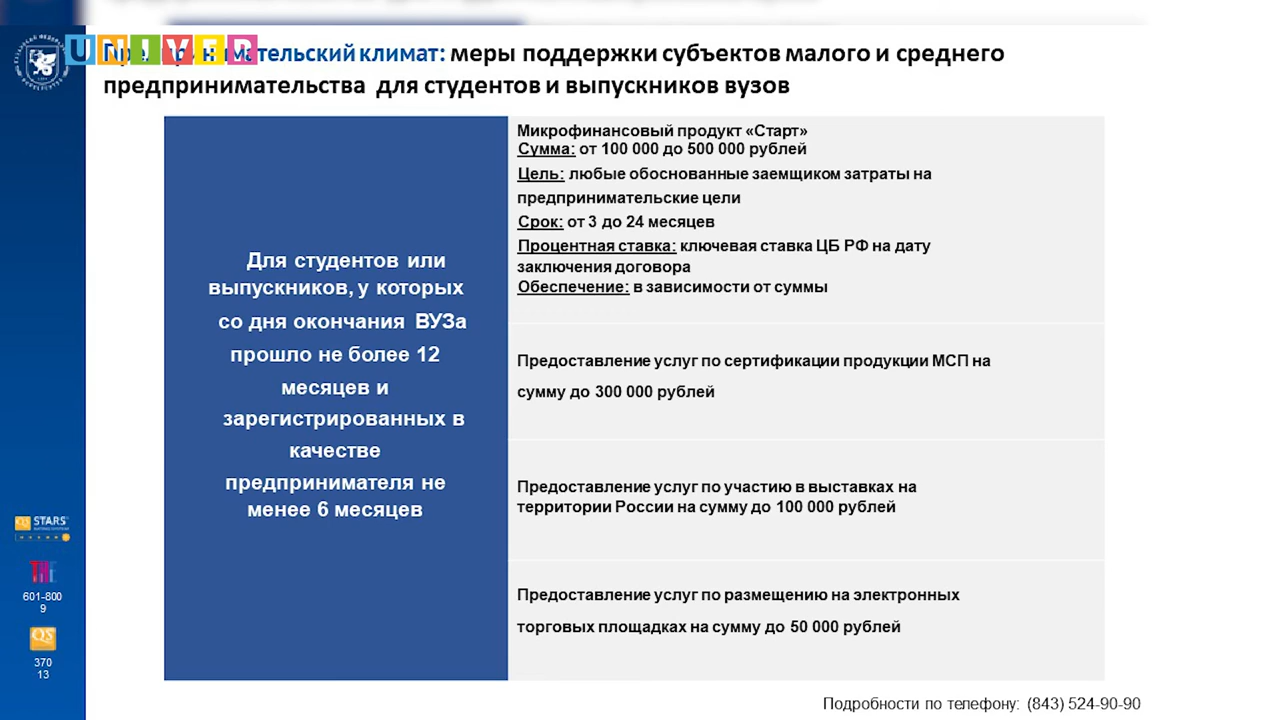 UNIVER
мательский климат: меры поддержки субъектов малого и среднего
предпринимательства для студентов и выпускников вузов
Для студентов или
выпускников, у которых
со дня окончания ВУЗа
прошло не более 12
месяцев и
зарегистрированных в
качестве
предпринимателя не
менее 6 месяцев
Микрофинансовый продукт «Старт»
Сумма: от 100 000 до 500 000 рублей
Цель: любые обоснованные заемщиком затраты на
предпринимательские цели
Срок: от 3 до 24 месяцев
Процентная ставка: ключевая ставка ЦБ РФ на дату
заключения договора
Обеспечение: в зависимости от суммы
Предоставление услуг по сертификации продукции МСП на
сумму до 300 000 рублей
Предоставление услуг по участию в выставках на
территории России на сумму до 100 000 рублей
Предоставление услуг по размещению на электронных
торговых площадках на сумму до 50 000 рублей
QS STARS
THE
601-800
9
QS
370
13
Подробности по телефону: (843) 524-90-90